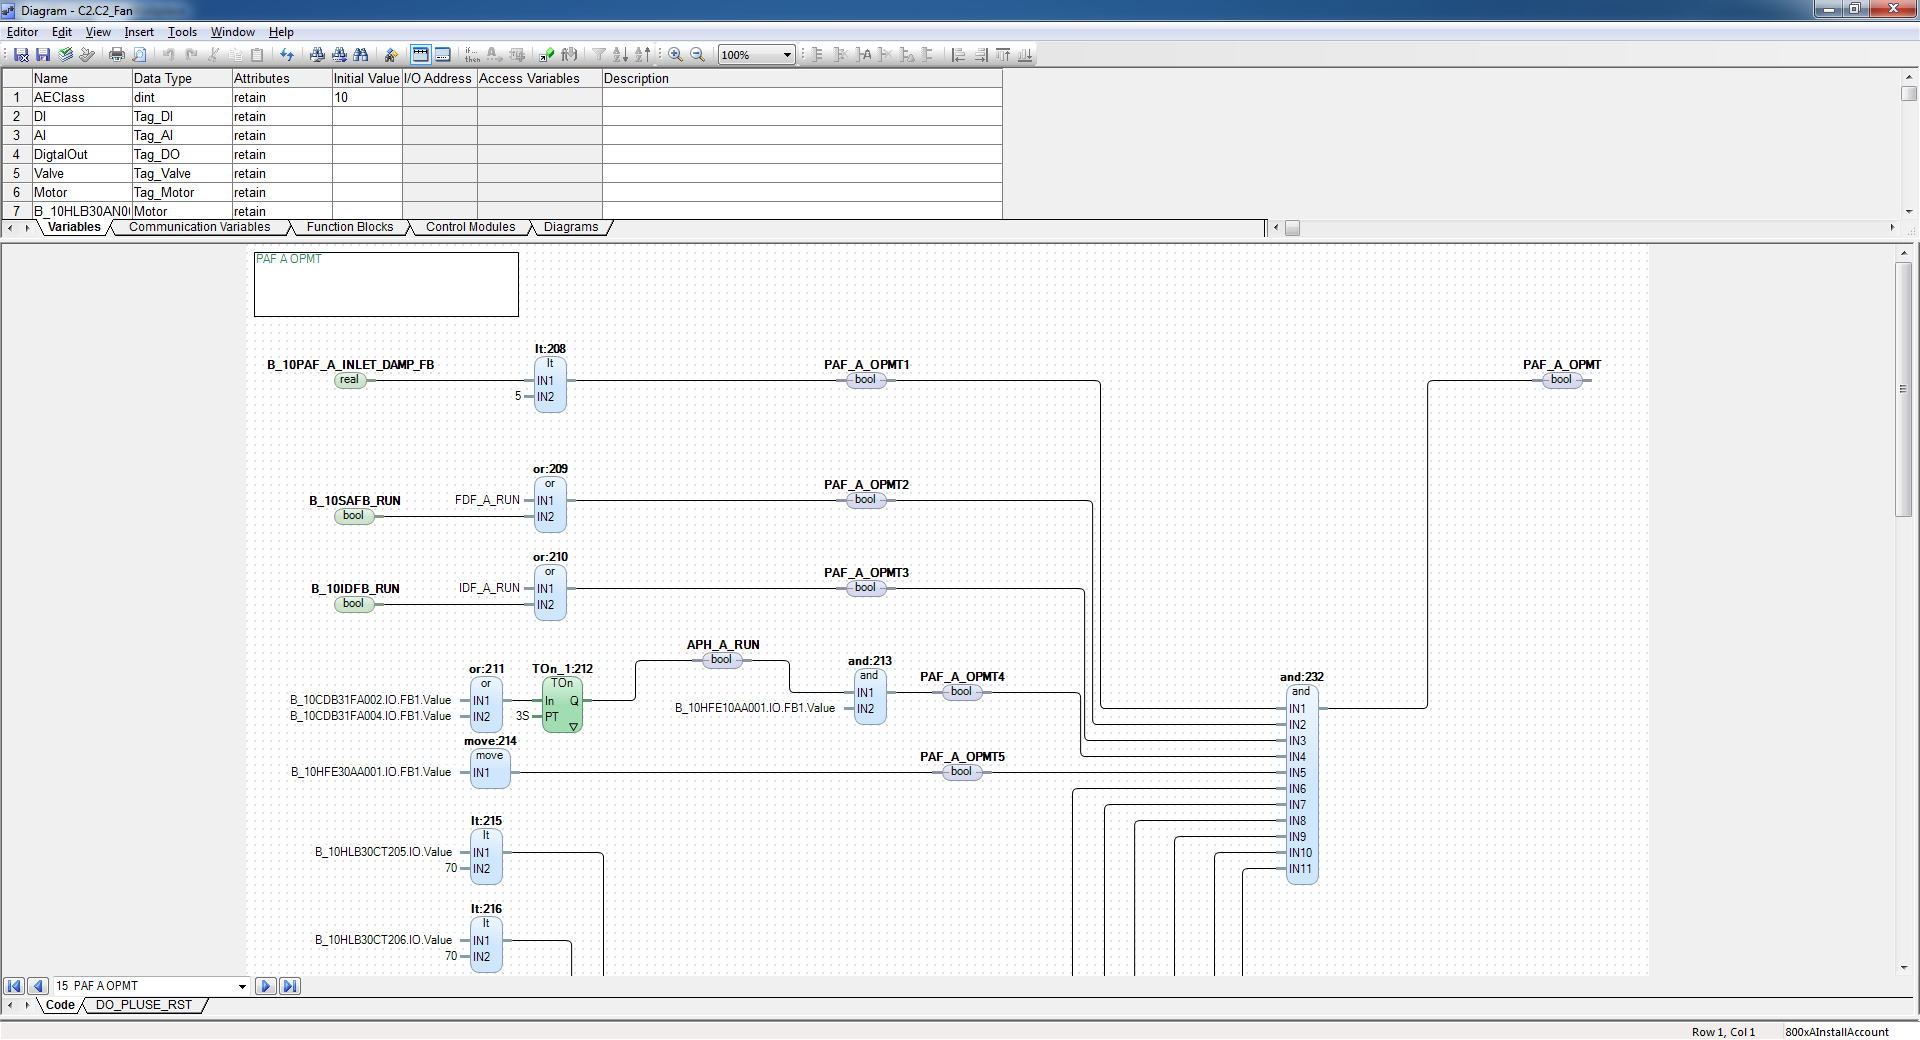 Diagram - C2.C2_Fan
Editor Edit View Insert Tools Window Help
if... then
100%
Name Data Type Attributes Initial Value I/O Address Access Variables Description
1 AEClass dint retain 10
2 DI Tag_DI retain
3 AI Tag_AI retain
4 DigtalOut Tag_DO retain
5 Valve Tag_Valve retain
6 Motor Tag_Motor retain
7 B_10HLB30AN0 Motor retain
Variables Communication Variables Function Blocks Control Modules Diagrams
PAF A OPMT
lt:208
B_10PAF_A_INLET_DAMP_FB lt PAF_A_OPMT1 PAF_A_OPMT
real IN1 bool bool
5 IN2
or:209
or PAF_A_OPMT2
B_10SAFB_RUN FDF_A_RUN IN1 bool
bool IN2
or:210
or PAF_A_OPMT3
B_10IDFB_RUN IDF_A_RUN IN1 bool
bool IN2
APH_A_RUN
bool and:213
or:211 TOn_1:212 and PAF_A_OPMT4 and:232
or TOn IN1 bool and
B_10CDB31FA002.IO.FB1.Value IN1 In Q B_10HFE10AA001.IO.FB1.Value IN2 IN1
B_10CDB31FA004.IO.FB1.Value IN2 3S PT IN2
move:214 IN3
move PAF_A_OPMT5 IN4
B_10HFE30AA001.IO.FB1.Value IN1 bool IN5
IN6
IN7
lt:215 IN8
lt IN9
B_10HLB30CT205.IO.Value IN1 IN10
70 IN2 IN11
lt:216
lt
B_10HLB30CT206.IO.Value IN1
70 IN2
15 PAF A OPMT
Code DO_PLUSE_RST
Row 1, Col 1 800xAInstallAccount